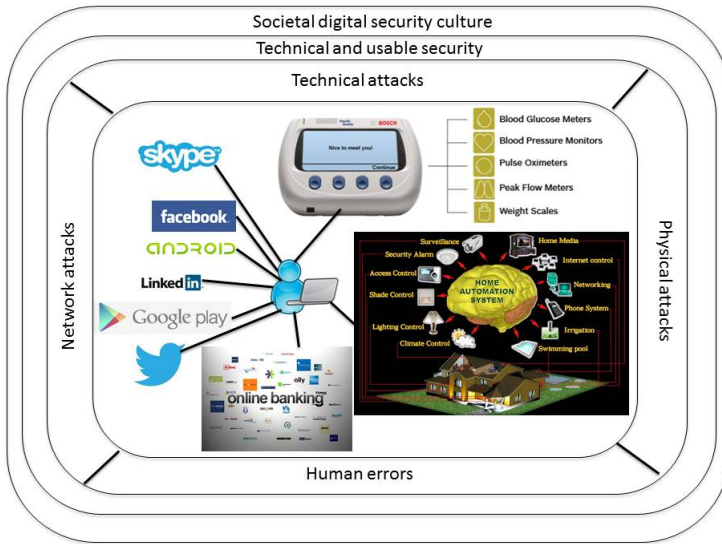 Societal digital security culture
Technical and usable security
Technical attacks
Network attacks
Physical attacks
Human errors
skype
facebook
ANDROID
Linked in
Google play
online banking
ally
BOSCH
Nice to meet you!
Continue
Blood Glucose Meters
Blood Pressure Monitors
Pulse Oximeters
Peak Flow Meters
Weight Scales
HOME
AUTOMATION
SYSTEM
Surveillance
Security Alarm
Access Control
Shade Control
Lighting Control
Climate Control
Home Media
Internet control
Networking
Phone System
Irrigation
Swimming pool